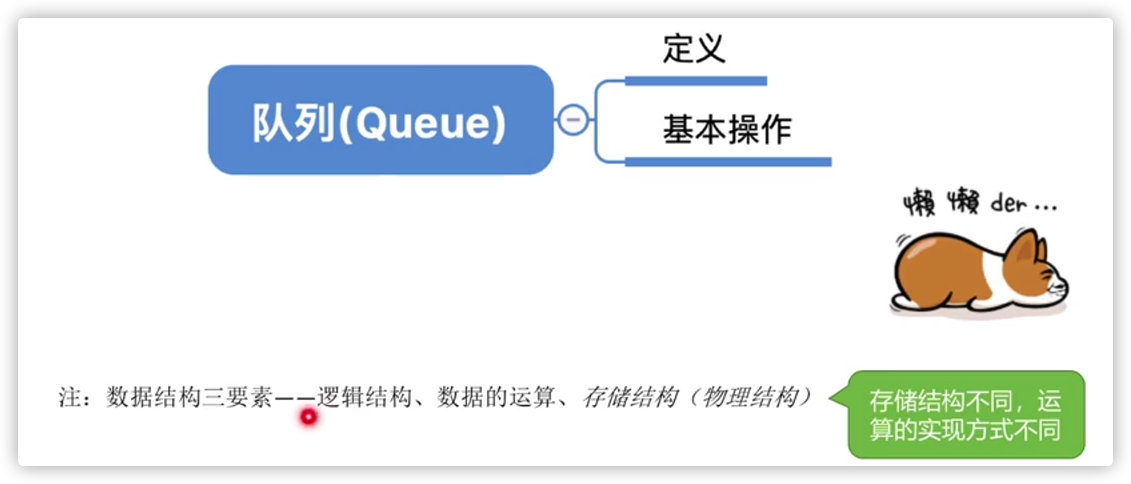 定义
队列(Queue)
基本操作
懒 懒 der ...
注：数据结构三要素——逻辑结构、数据的运算、存储结构（物理结构）
存储结构不同，运
算的实现方式不同